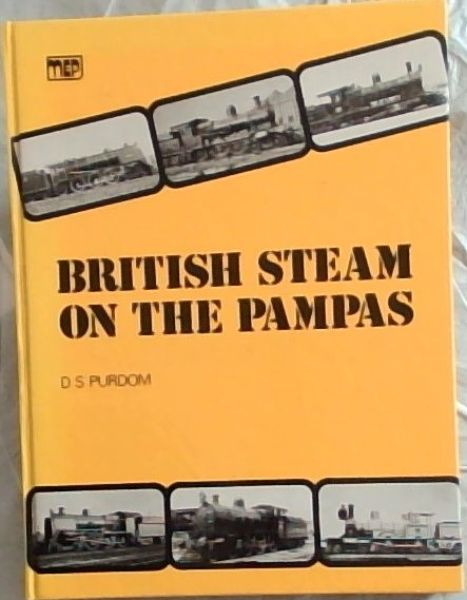 MEP
BRITISH STEAM
ON THE PAMPAS
D S PURDOM